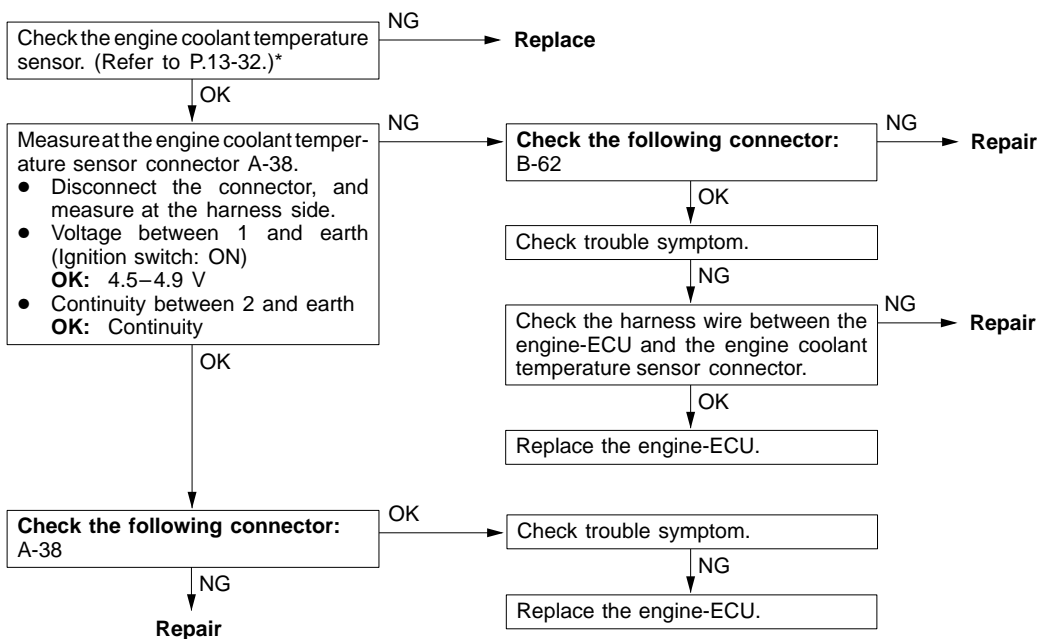 Check the engine coolant temperature
sensor. (Refer to P.13-32.)*
NG
Replace
OK
Measure at the engine coolant temper-
ature sensor connector A-38.
● Disconnect the connector, and
measure at the harness side.
● Voltage between 1 and earth
(Ignition switch: ON)
OK: 4.5–4.9 V
● Continuity between 2 and earth
OK: Continuity
NG
Check the following connector:
B-62
NG
Repair
OK
Check trouble symptom.
NG
Check the harness wire between the
engine-ECU and the engine coolant
temperature sensor connector.
NG
Repair
OK
Replace the engine-ECU.
OK
Check the following connector:
A-38
OK
Check trouble symptom.
NG
Replace the engine-ECU.
NG
Repair